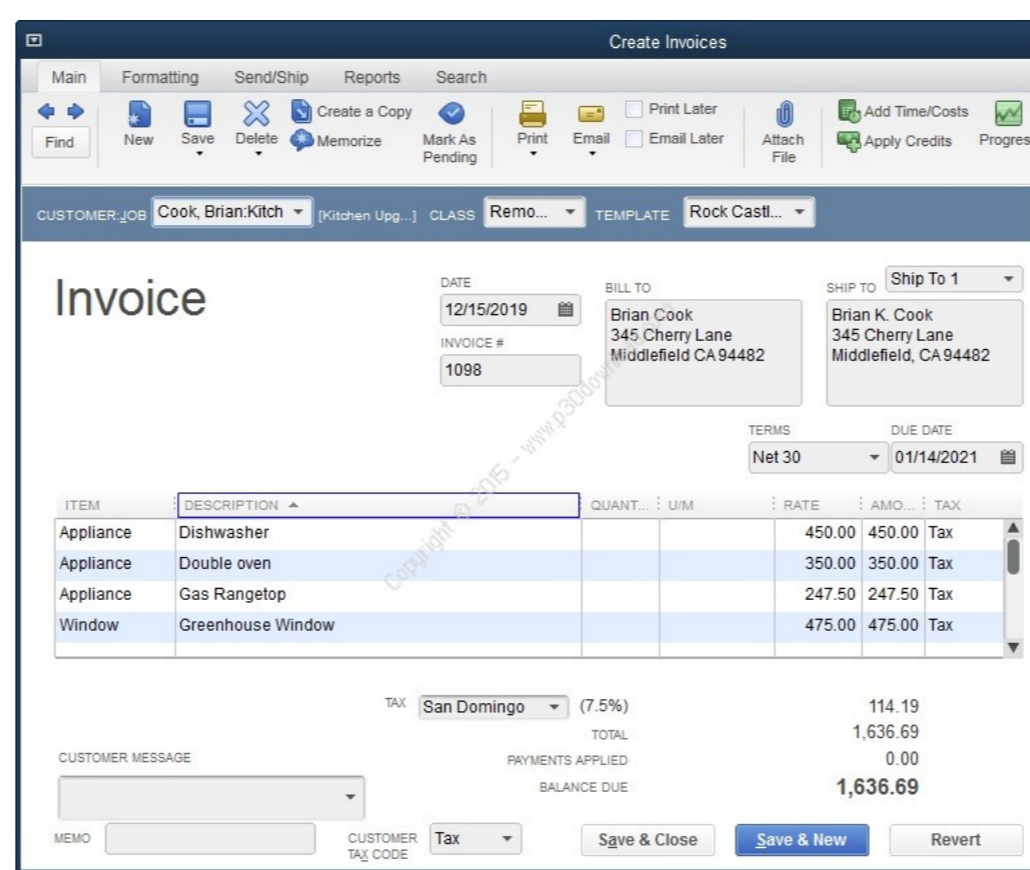 Create Invoices
Main Formatting Send/Ship Reports Search
Find New Save Delete Create a Copy Memorize Mark As Pending Print Email Print Later Email Later Attach File Add Time/Costs Apply Credits Progres
CUSTOMER:JOB Cook, Brian:Kitch [Kitchen Upg...] CLASS Remo... TEMPLATE Rock Castl...
Invoice
DATE
12/15/2019
INVOICE #
1098
BILL TO
Brian Cook
345 Cherry Lane
Middlefield CA 94482
SHIP TO Ship To 1
Brian K. Cook
345 Cherry Lane
Middlefield, CA 94482
TERMS
Net 30
DUE DATE
01/14/2021
ITEM DESCRIPTION QUANT... U/M RATE AMO... TAX
Appliance Dishwasher 450.00 450.00 Tax
Appliance Double oven 350.00 350.00 Tax
Appliance Gas Rangetop 247.50 247.50 Tax
Window Greenhouse Window 475.00 475.00 Tax
TAX San Domingo (7.5%) 114.19
TOTAL 1,636.69
CUSTOMER MESSAGE
PAYMENTS APPLIED 0.00
BALANCE DUE 1,636.69
MEMO
CUSTOMER TAX CODE Tax
Save & Close Save & New Revert
Copyright © 2015 - www.p30download.com